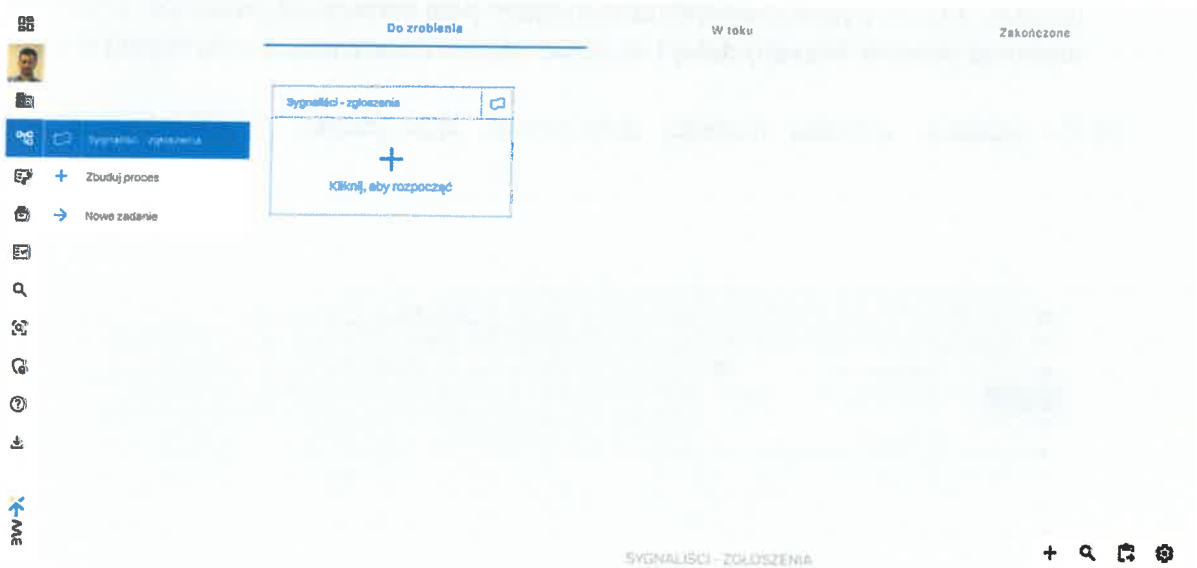 Do zrobienia
W toku
Zakończone
Sygnaliści - zgłoszenia
Sygnaliści - zgłoszenia
Zbuduj proces
Nowe zadanie
Kliknij, aby rozpocząć
SYGNALIŚCI - ZGŁOSZENIA